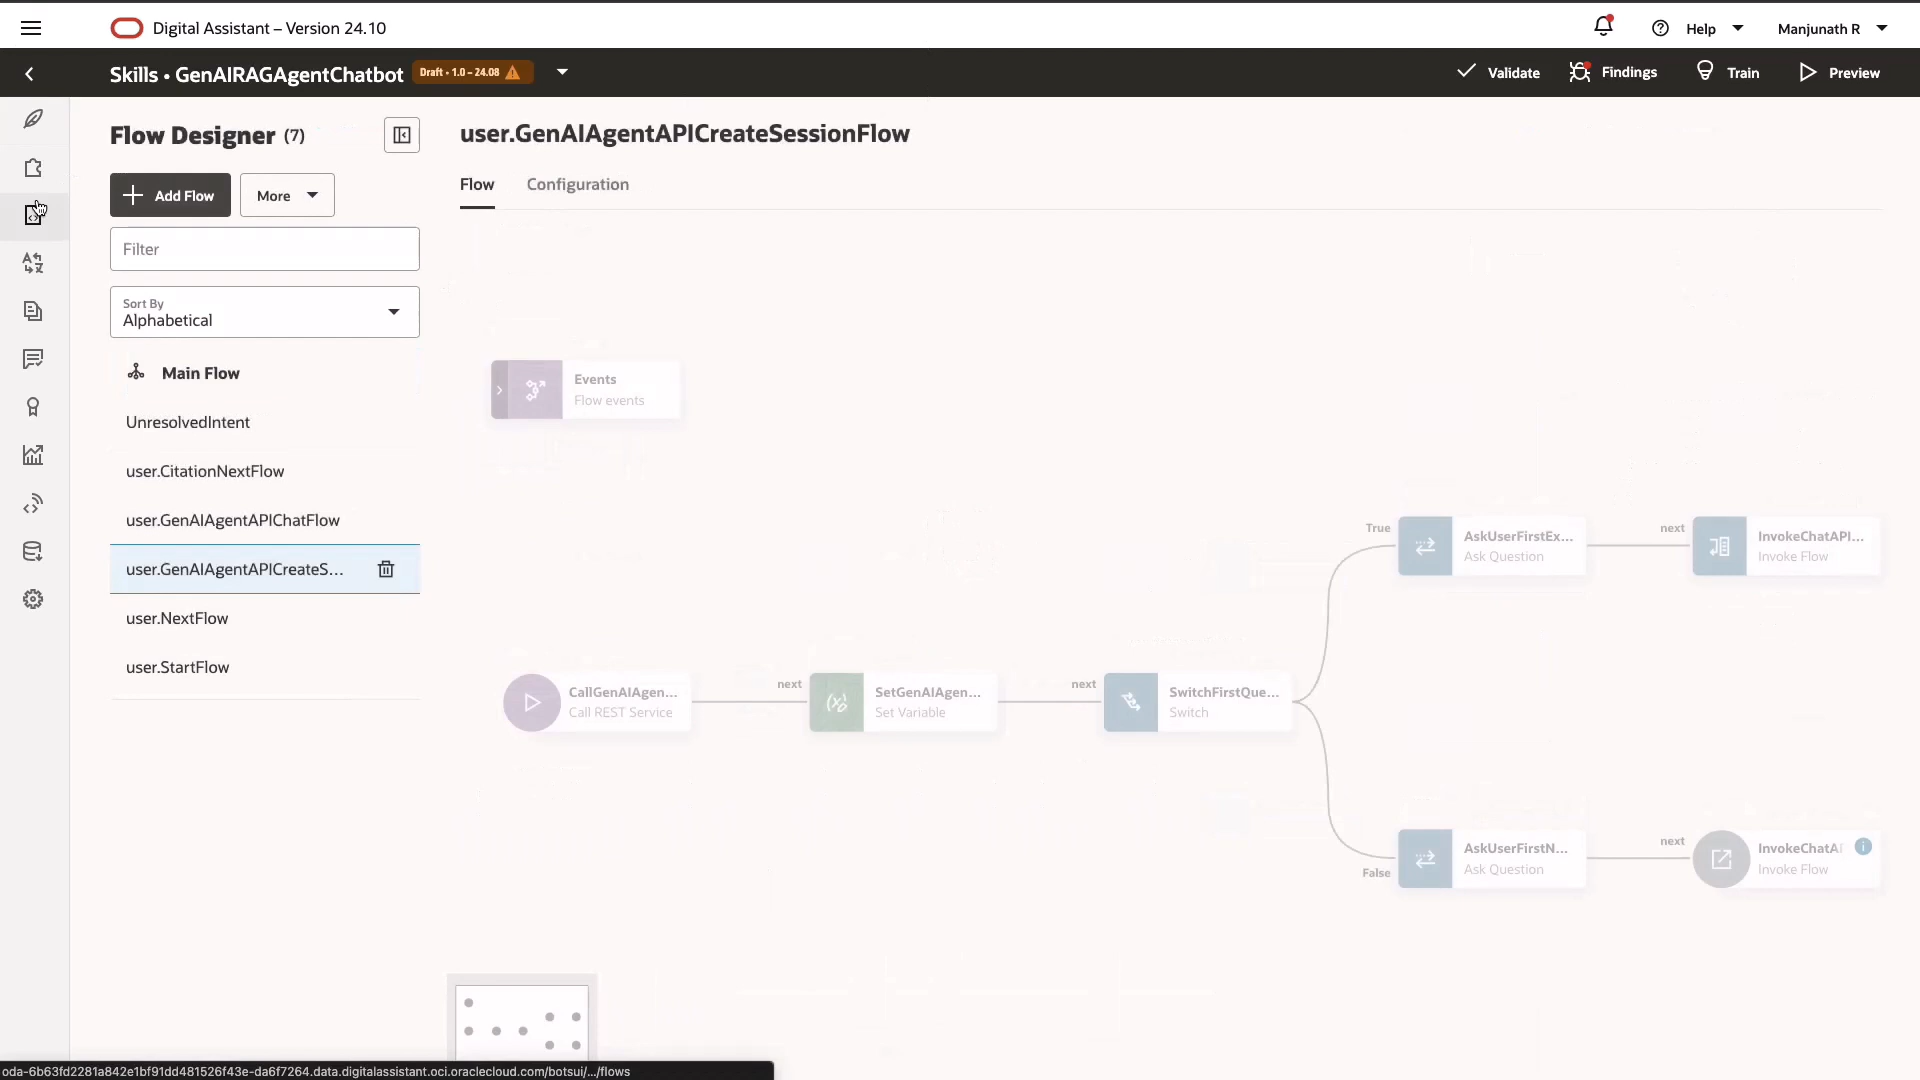 Digital Assistant – Version 24.10
Help
Manjunath R
Skills • GenAIRAGAgentChatbot
Draft • 1.0 – 24.08
Validate
Findings
Train
Preview
Flow Designer (7)
Add Flow
More
Filter
Sort By
Alphabetical
Main Flow
UnresolvedIntent
user.CitationNextFlow
user.GenAIAgentAPIChatFlow
user.GenAIAgentAPICreateS...
user.NextFlow
user.StartFlow
user.GenAIAgentAPICreateSessionFlow
Flow
Configuration
Events
Flow events
CallGenAIAgen...
Call REST Service
next
SetGenAIAgen...
Set Variable
next
SwitchFirstQue...
Switch
True
AskUserFirstEx...
Ask Question
next
InvokeChatAPI...
Invoke Flow
False
AskUserFirstN...
Ask Question
next
InvokeChatAI
Invoke Flow
oda-6b63fd2281a842e1bf91dd481526f43e-da6f7264.data.digitalassistant.oci.oraclecloud.com/botsui/.../flows